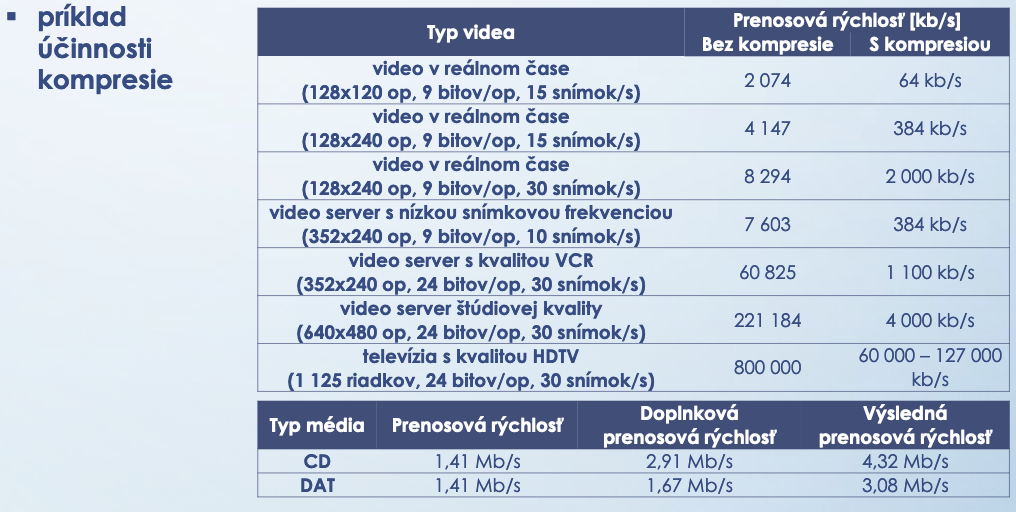 ▪ príklad
účinnosti
kompresie
Typ videa
Prenosová rýchlosť [kb/s]
Bez kompresie S kompresiou
video v reálnom čase
(128x120 op, 9 bitov/op, 15 snímok/s)
2 074
64 kb/s
video v reálnom čase
(128x240 op, 9 bitov/op, 15 snímok/s)
4 147
384 kb/s
video v reálnom čase
(128x240 op, 9 bitov/op, 30 snímok/s)
8 294
2 000 kb/s
video server s nízkou snímkovou frekvenciou
(352x240 op, 9 bitov/op, 10 snímok/s)
7 603
384 kb/s
video server s kvalitou VCR
(352x240 op, 24 bitov/op, 30 snímok/s)
60 825
1 100 kb/s
video server štúdiovej kvality
(640x480 op, 24 bitov/op, 30 snímok/s)
221 184
4 000 kb/s
televízia s kvalitou HDTV
(1 125 riadkov, 24 bitov/op, 30 snímok/s)
800 000
60 000 – 127 000
kb/s
Typ média
Prenosová rýchlosť
Doplnková
prenosová rýchlosť
Výsledná
prenosová rýchlosť
CD 1,41 Mb/s 2,91 Mb/s 4,32 Mb/s
DAT 1,41 Mb/s 1,67 Mb/s 3,08 Mb/s